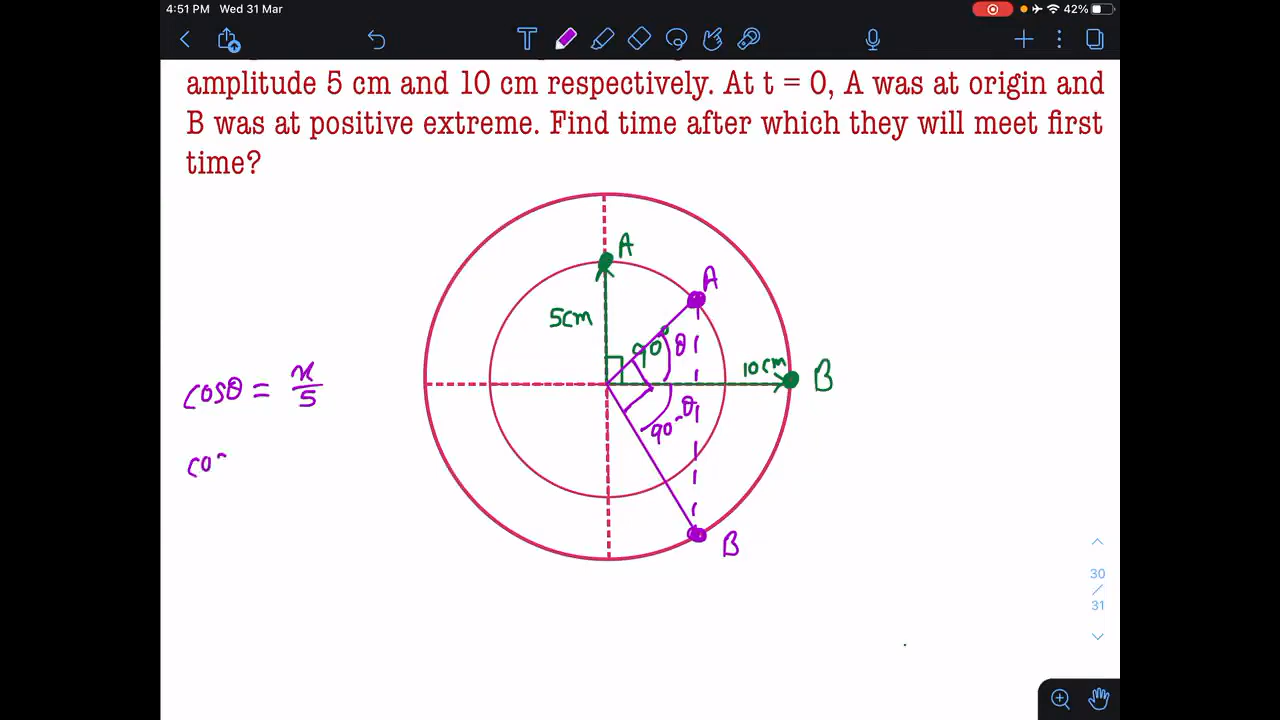 4:51 PM Wed 31 Mar
42%
T
amplitude 5 cm and 10 cm respectively. At t = 0, A was at origin and
B was at positive extreme. Find time after which they will meet first
time?
A
A
5cm
90°
θ
10cm
B
cosθ = x/5
90-θ
co
B
30
/
31